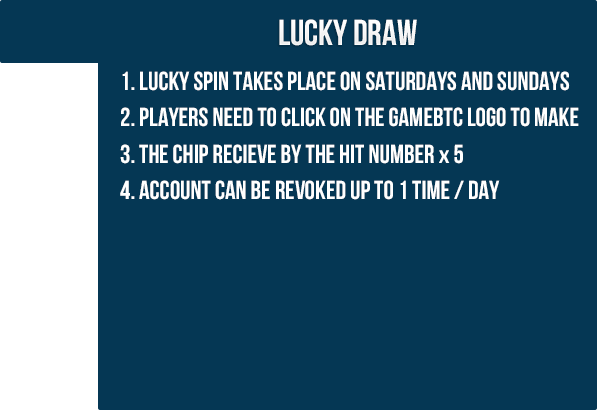 LUCKY DRAW
1. LUCKY SPIN TAKES PLACE ON SATURDAYS AND SUNDAYS
2. PLAYERS NEED TO CLICK ON THE GAMEBTC LOGO TO MAKE
3. THE CHIP RECIEVE BY THE HIT NUMBER x 5
4. ACCOUNT CAN BE REVOKED UP TO 1 TIME / DAY